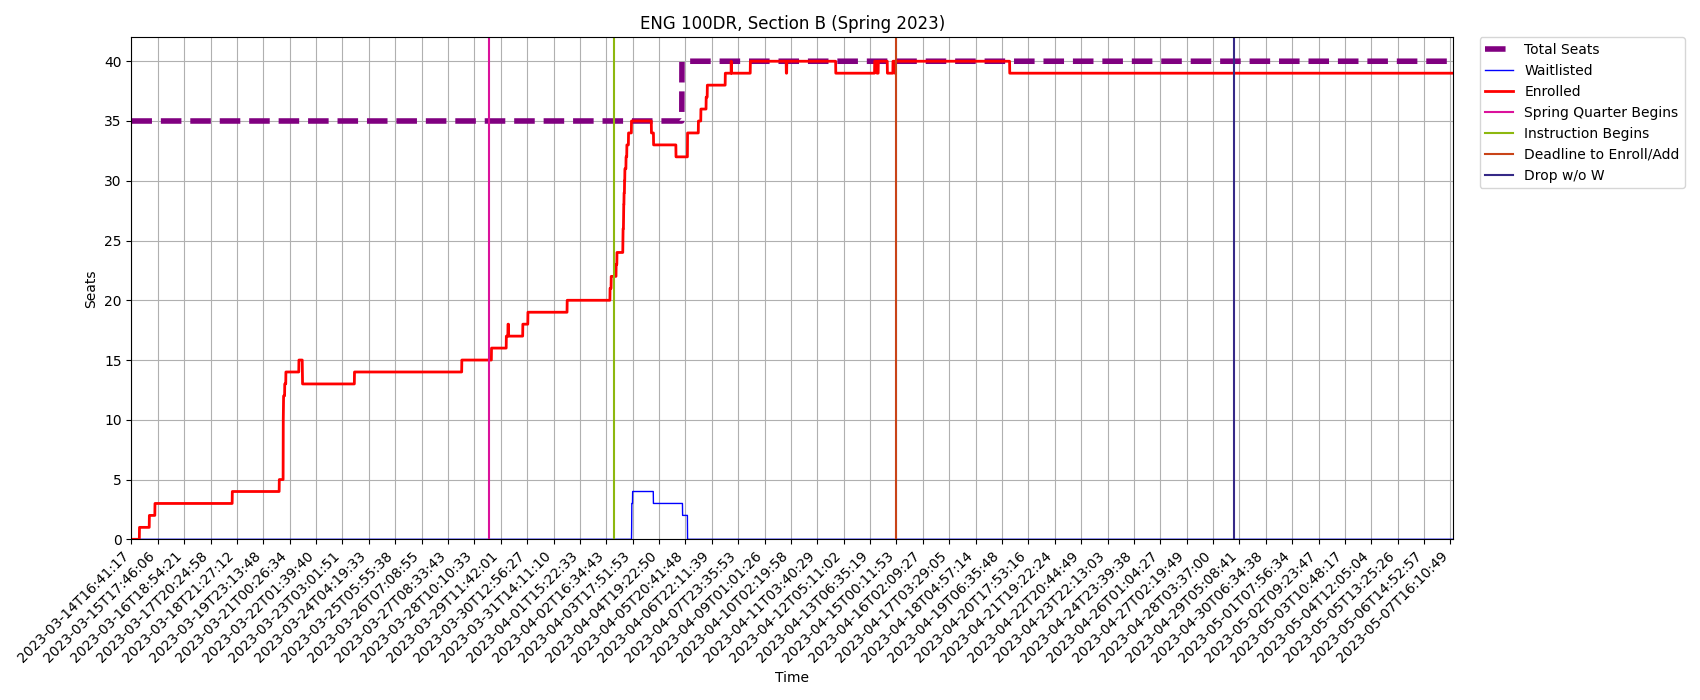 ENG 100DR, Section B (Spring 2023)
Total Seats
Waitlisted
Enrolled
Spring Quarter Begins
Instruction Begins
Deadline to Enroll/Add
Drop w/o W
Seats
40
35
30
25
20
15
10
5
0
2023-03-14T16:41:17
2023-03-15T17:46:06
2023-03-16T18:54:21
2023-03-17T20:24:58
2023-03-18T21:27:12
2023-03-19T23:13:48
2023-03-21T00:26:34
2023-03-22T01:39:40
2023-03-23T03:01:51
2023-03-24T04:19:33
2023-03-25T05:55:38
2023-03-26T07:08:55
2023-03-27T08:33:43
2023-03-28T10:10:33
2023-03-29T11:42:01
2023-03-30T12:56:27
2023-03-31T14:11:10
2023-04-01T15:22:33
2023-04-02T16:34:43
2023-04-03T17:51:53
2023-04-04T19:22:50
2023-04-05T20:41:48
2023-04-06T22:11:39
2023-04-07T23:35:53
2023-04-09T01:01:26
2023-04-10T02:19:58
2023-04-11T03:40:29
2023-04-12T05:11:02
2023-04-13T06:35:19
2023-04-15T00:11:53
2023-04-16T02:09:27
2023-04-17T03:29:05
2023-04-18T04:57:14
2023-04-19T06:35:48
2023-04-20T17:53:16
2023-04-21T19:22:24
2023-04-22T20:44:49
2023-04-23T22:13:03
2023-04-24T23:39:38
2023-04-26T01:04:27
2023-04-27T02:19:49
2023-04-28T03:37:00
2023-04-29T05:08:41
2023-04-30T06:34:38
2023-05-01T07:56:34
2023-05-02T09:23:47
2023-05-03T10:48:17
2023-05-04T12:05:04
2023-05-05T13:25:26
2023-05-06T14:52:57
2023-05-07T16:10:49
Time